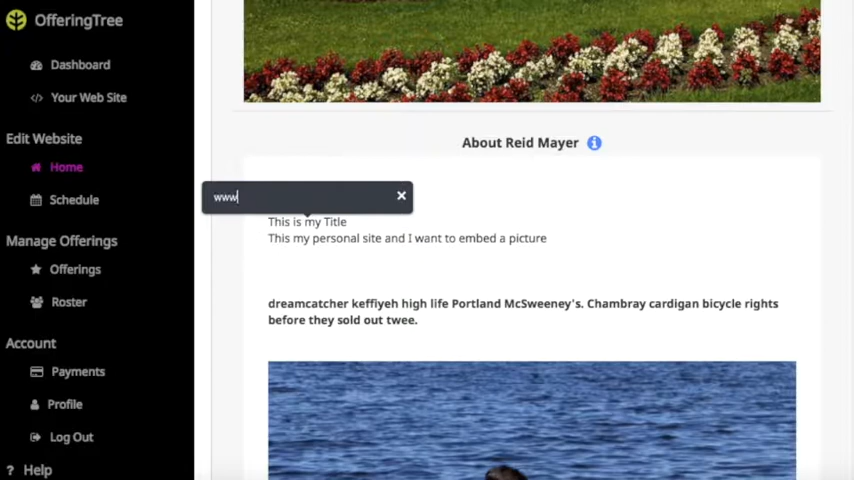 OfferingTree
Dashboard
Your Web Site
Edit Website
Home
Schedule
Manage Offerings
Offerings
Roster
Account
Payments
Profile
Log Out
? Help
About Reid Mayer
www
This is my Title
This my personal site and I want to embed a picture
dreamcatcher keffiyeh high life Portland McSweeney's. Chambray cardigan bicycle rights
before they sold out twee.